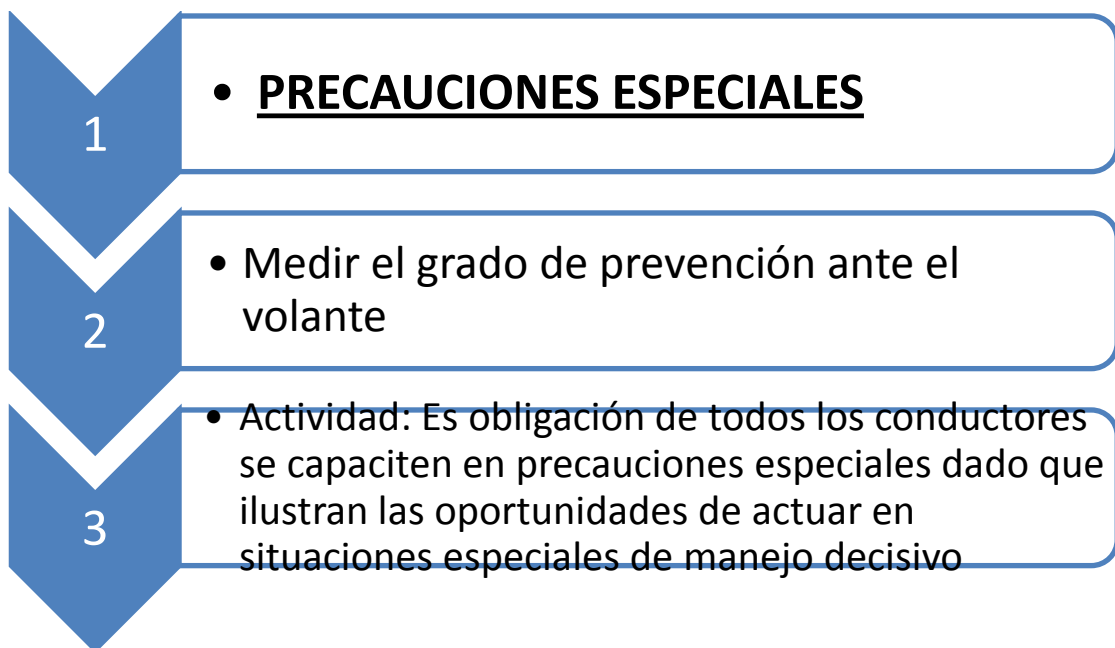 1
• PRECAUCIONES ESPECIALES
2
• Medir el grado de prevención ante el
volante
3
• Actividad: Es obligación de todos los conductores
se capaciten en precauciones especiales dado que
ilustran las oportunidades de actuar en
situaciones especiales de manejo decisivo